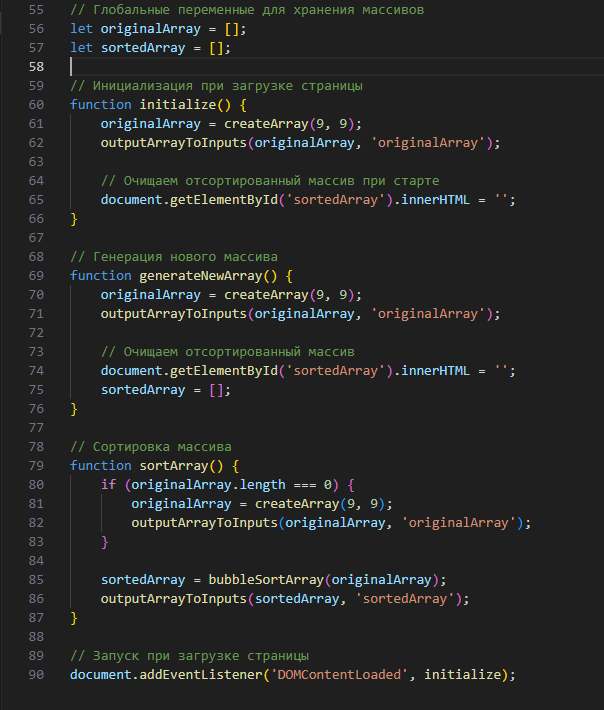 55 // Глобальные переменные для хранения массивов
56 let originalArray = [];
57 let sortedArray = [];
58
59 // Инициализация при загрузке страницы
60 function initialize() {
61     originalArray = createArray(9, 9);
62     outputArrayToInputs(originalArray, 'originalArray');
63
64     // Очищаем отсортированный массив при старте
65     document.getElementById('sortedArray').innerHTML = '';
66 }
67
68 // Генерация нового массива
69 function generateNewArray() {
70     originalArray = createArray(9, 9);
71     outputArrayToInputs(originalArray, 'originalArray');
72
73     // Очищаем отсортированный массив
74     document.getElementById('sortedArray').innerHTML = '';
75     sortedArray = [];
76 }
77
78 // Сортировка массива
79 function sortArray() {
80     if (originalArray.length === 0) {
81         originalArray = createArray(9, 9);
82         outputArrayToInputs(originalArray, 'originalArray');
83     }
84
85     sortedArray = bubbleSortArray(originalArray);
86     outputArrayToInputs(sortedArray, 'sortedArray');
87 }
88
89 // Запуск при загрузке страницы
90 document.addEventListener('DOMContentLoaded', initialize);